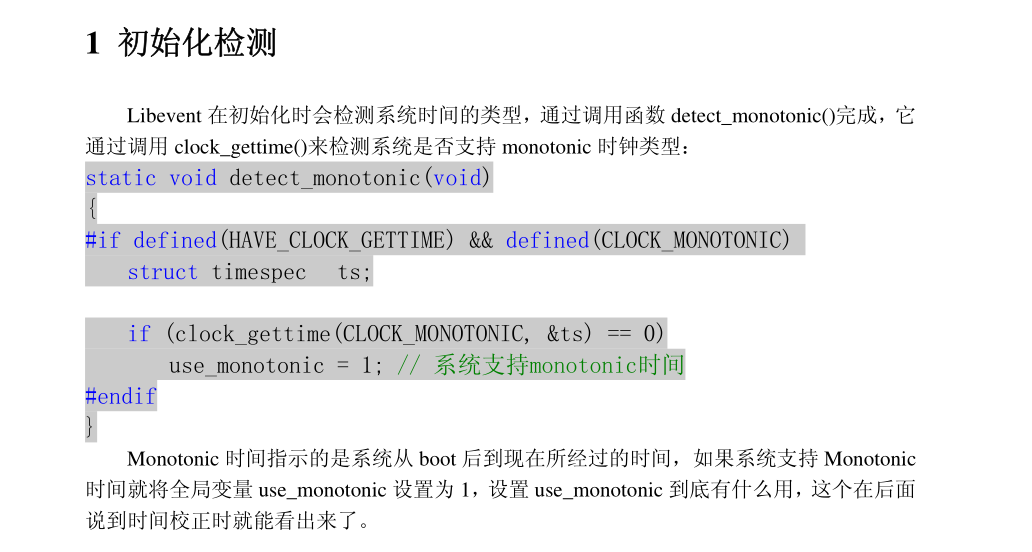 1 初始化检测
Libevent 在初始化时会检测系统时间的类型，通过调用函数 detect_monotonic()完成，它
通过调用 clock_gettime()来检测系统是否支持 monotonic 时钟类型：
static void detect_monotonic(void)
{
#if defined(HAVE_CLOCK_GETTIME) && defined(CLOCK_MONOTONIC)
    struct timespec  ts;
    if (clock_gettime(CLOCK_MONOTONIC, &ts) == 0)
        use_monotonic = 1; // 系统支持monotonic时间
#endif
}
Monotonic 时间指示的是系统从 boot 后到现在所经过的时间，如果系统支持 Monotonic
时间就将全局变量 use_monotonic 设置为 1，设置 use_monotonic 到底有什么用，这个在后面
说到时间校正时就能看出来了。